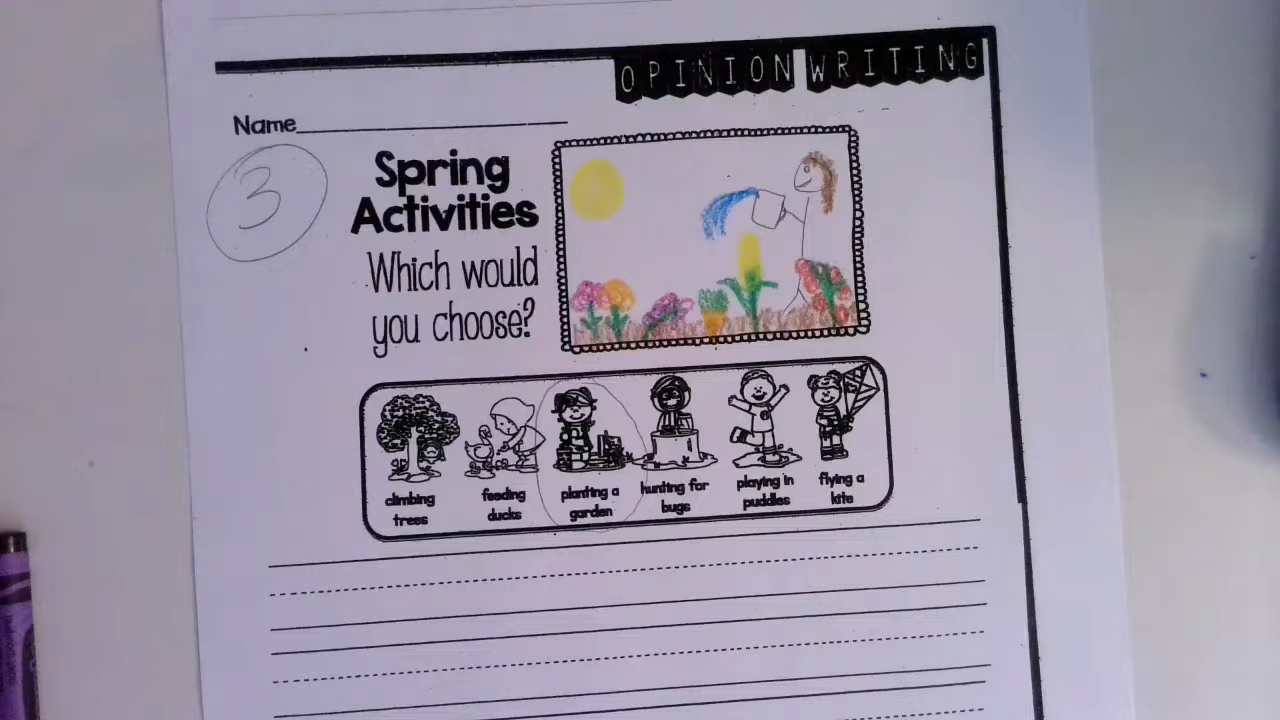 OPINION WRITING
Name
3
Spring
Activities
Which would
you choose?
climbing
trees
feeding
ducks
planting a
garden
hunting for
bugs
playing in
puddles
flying a
kite